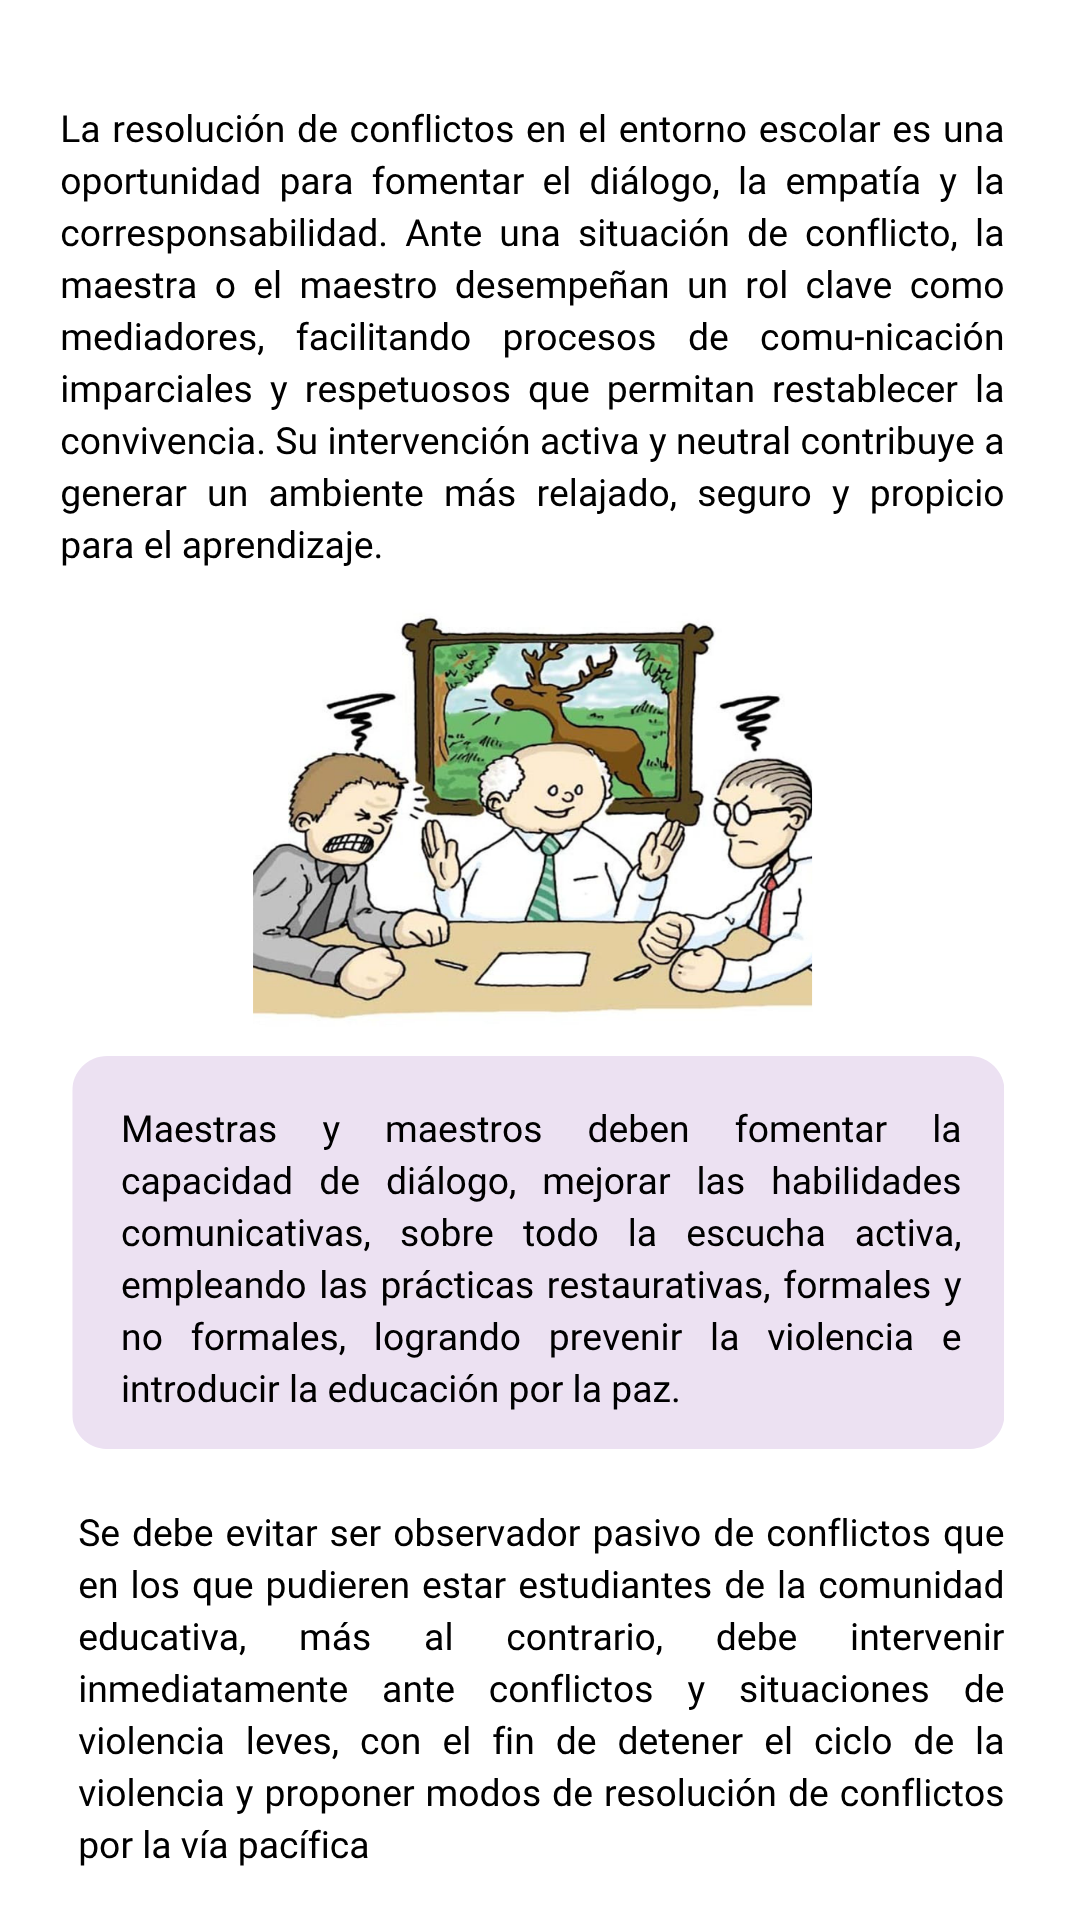 La resolución de conflictos en el entorno escolar es una
oportunidad para fomentar el diálogo, la empatía y la
corresponsabilidad. Ante una situación de conflicto, la
maestra o el maestro desempeñan un rol clave como
mediadores, facilitando procesos de comu-nicación
imparciales y respetuosos que permitan restablecer la
convivencia. Su intervención activa y neutral contribuye a
generar un ambiente más relajado, seguro y propicio
para el aprendizaje.
Maestras y maestros deben fomentar la
capacidad de diálogo, mejorar las habilidades
comunicativas, sobre todo la escucha activa,
empleando las prácticas restaurativas, formales y
no formales, logrando prevenir la violencia e
introducir la educación por la paz.
Se debe evitar ser observador pasivo de conflictos que
en los que pudieren estar estudiantes de la comunidad
educativa, más al contrario, debe intervenir
inmediatamente ante conflictos y situaciones de
violencia leves, con el fin de detener el ciclo de la
violencia y proponer modos de resolución de conflictos
por la vía pacífica